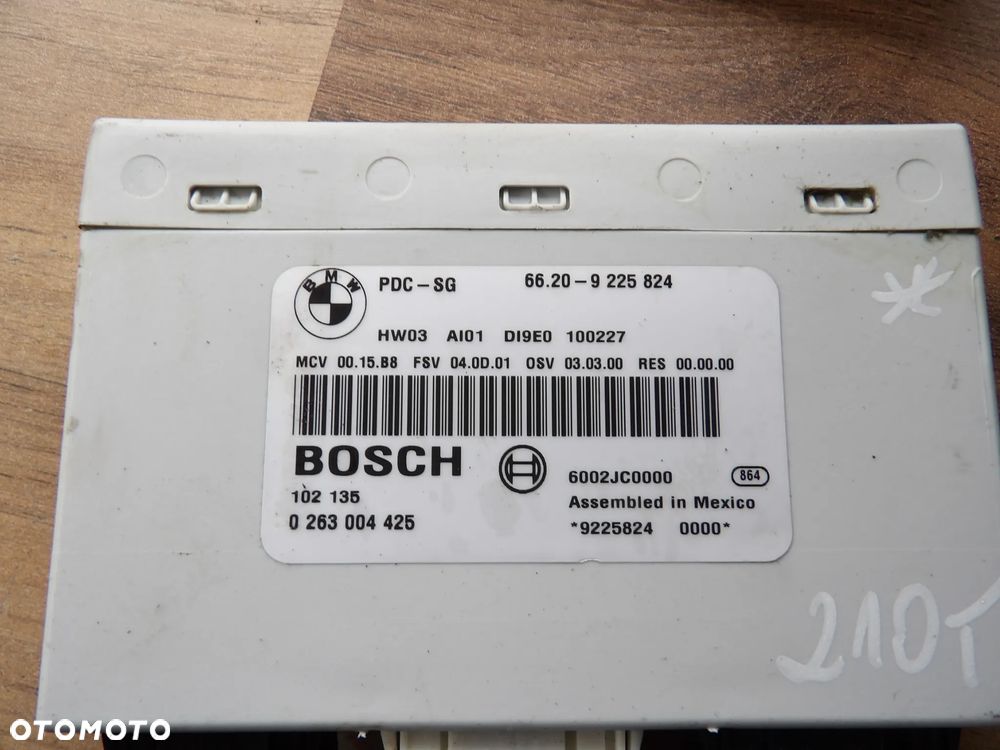 BMW
PDC-SG 66.20-9 225 824
HW03 AI01 DI9E0 100227
MCV 00.15.B8 FSV 04.0D.01 OSV 03.03.00 RES 00.00.00
BOSCH
6002JC0000 864
102 135 Assembled in Mexico
0 263 004 425 *9225824 0000*
210T
OTOMOTO